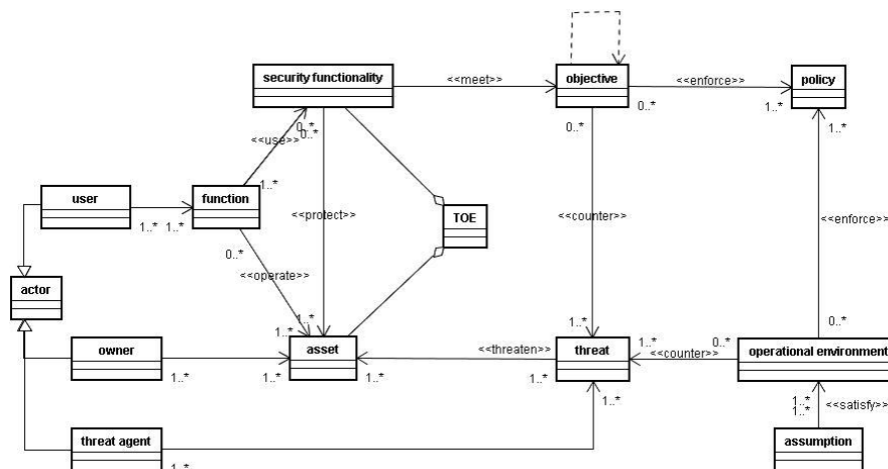 security functionality
<<meet>>
objective
<<enforce>>
policy
0..*
0..*
<<use>>
1..*
0..*
0..*
1..*
1..*
user
function
1..*
1..*
<<protect>>
TOE
<<counter>>
<<enforce>>
0..*
<<operate>>
actor
1..*
1..*
1..*
1..*
0..*
0..*
owner
asset
<<threaten>>
threat
<<counter>>
operational environment
1..*
1..*
1..*
1..*
1..*
1..*
1..*
<<satisfy>>
threat agent
1..*
assumption